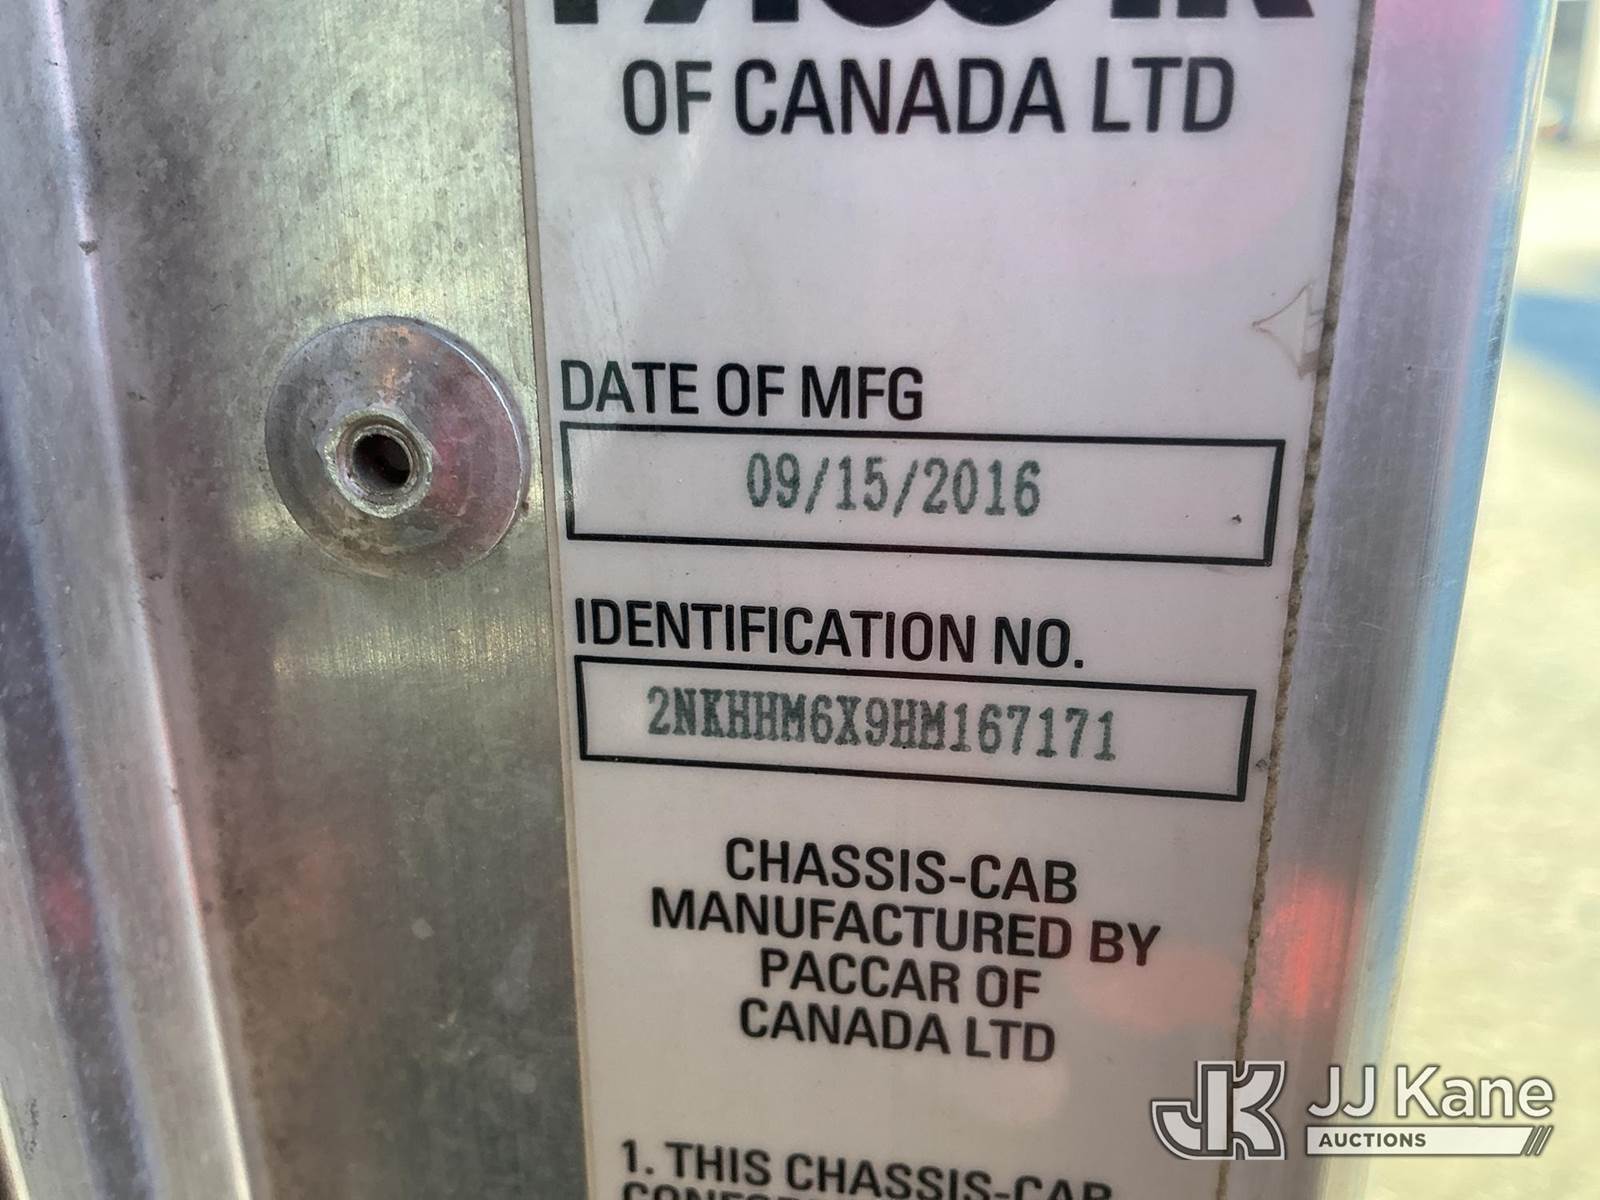 PACCAR
OF CANADA LTD
DATE OF MFG
09/15/2016
IDENTIFICATION NO.
2NKHHM6X9HM167171
CHASSIS-CAB
MANUFACTURED BY
PACCAR OF
CANADA LTD
1. THIS CHASSIS-CAB
JJ Kane
AUCTIONS